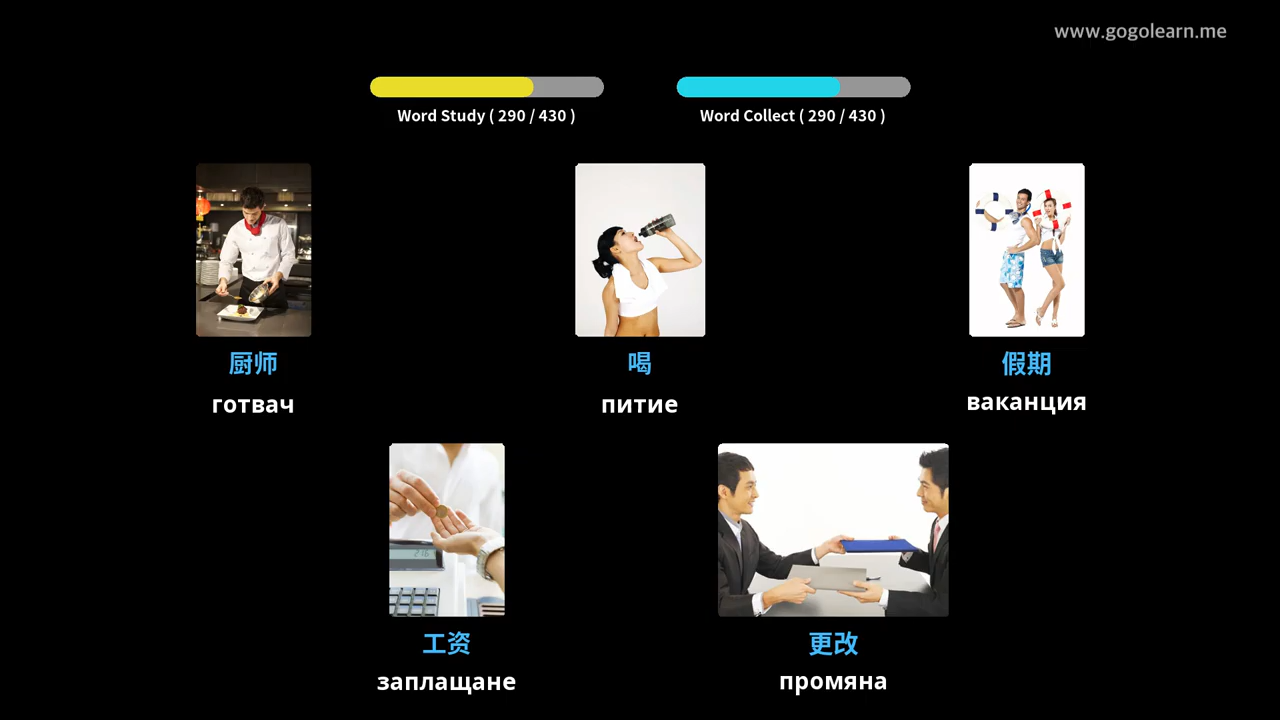 www.gogolearn.me
Word Study ( 290 / 430 )
Word Collect ( 290 / 430 )
厨师
喝
假期
готвач
питие
ваканция
工资
更改
заплащане
промяна